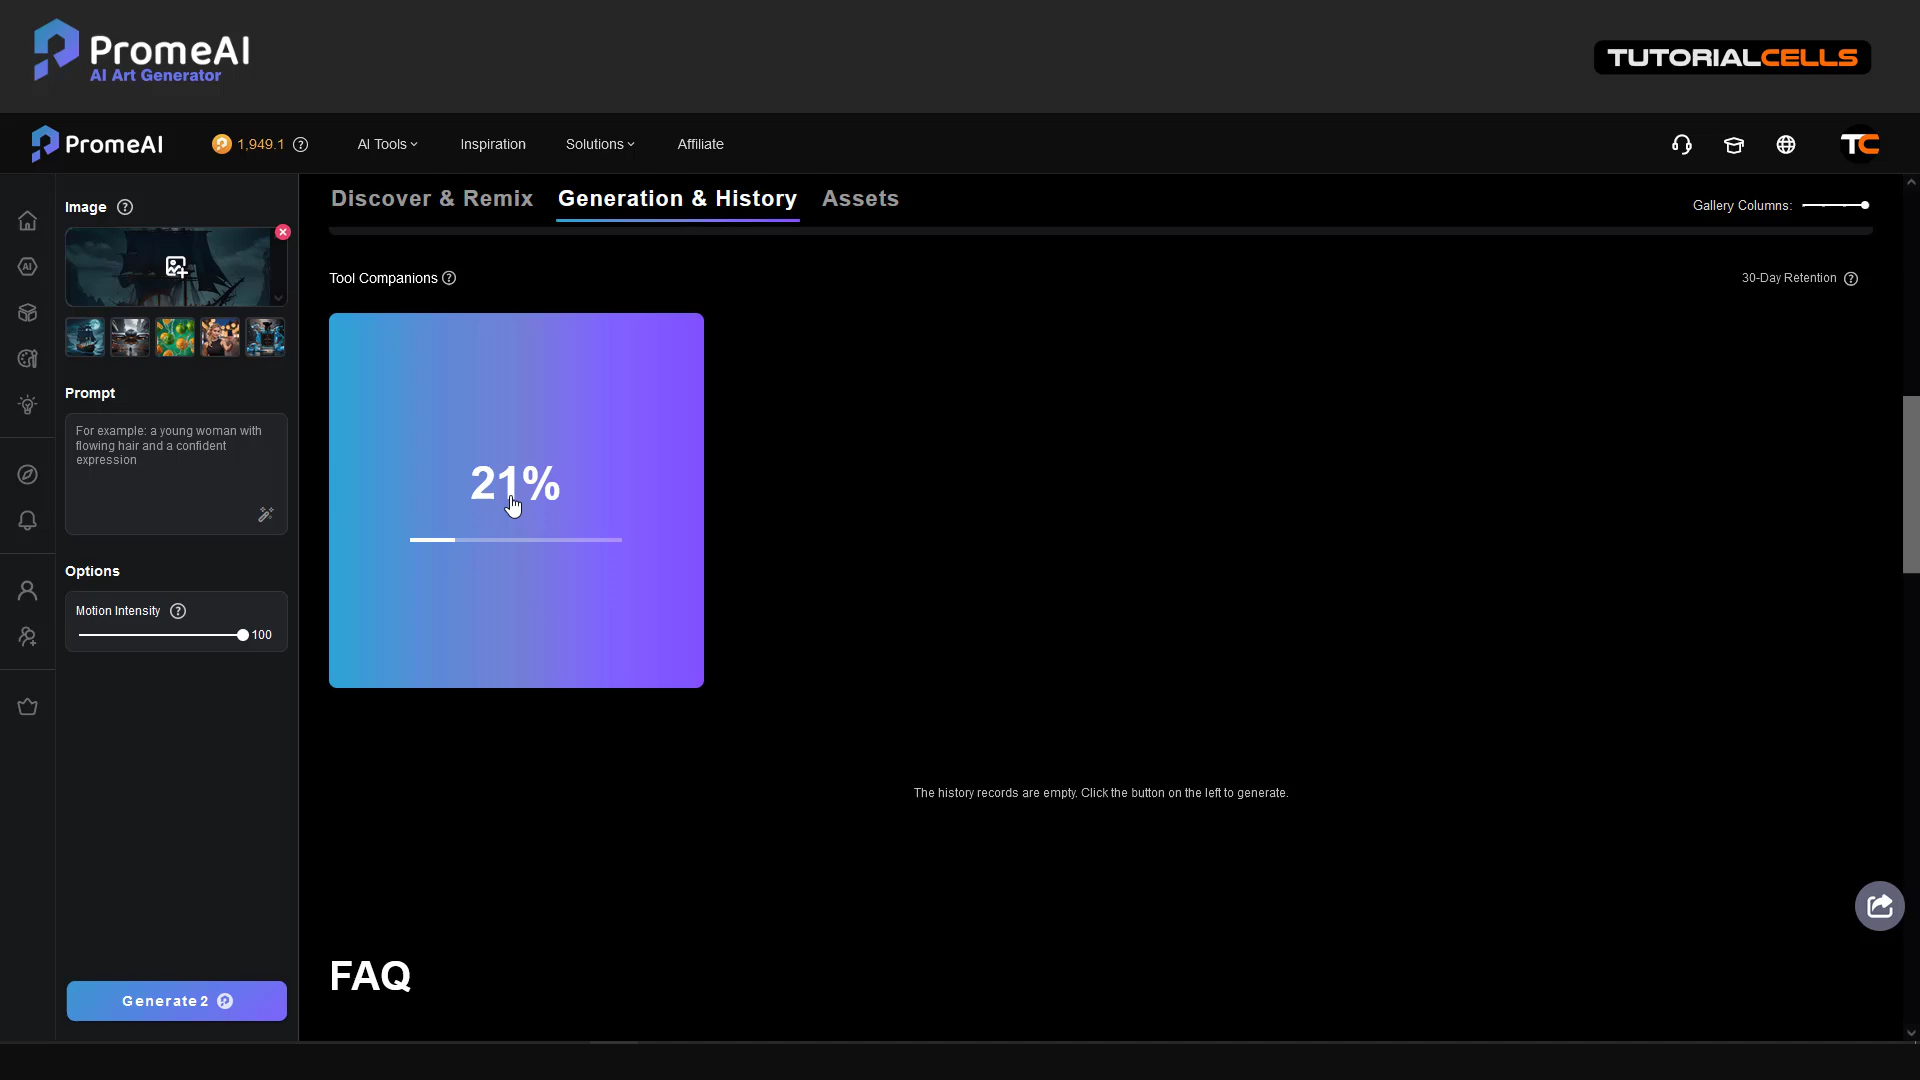 PromeAI
AI Art Generator
TUTORIALCELLS
PromeAI
1,949.1
AI Tools
Inspiration
Solutions
Affiliate
TC
Image
Discover & Remix
Generation & History
Assets
Gallery Columns:
Tool Companions
30-Day Retention
AI
Prompt
For example: a young woman with
flowing hair and a confident
expression
21%
Options
Motion Intensity
100
The history records are empty. Click the button on the left to generate.
FAQ
Generate 2